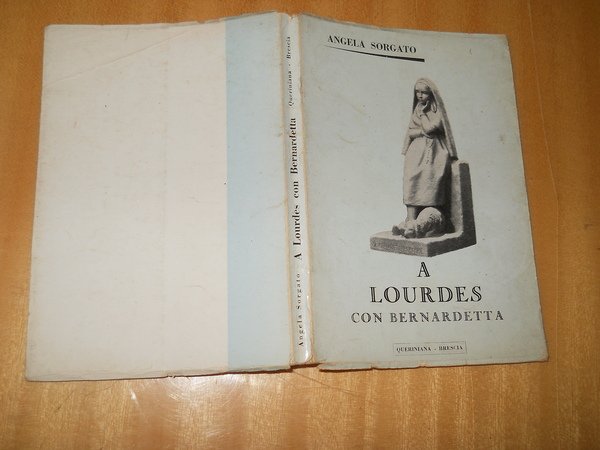 ANGELA SORGATO
A
LOURDES
CON BERNARDETTA
QUERINIANA - BRESCIA
Angela Sorgato - A Lourdes con Bernardetta Queriniana - Brescia